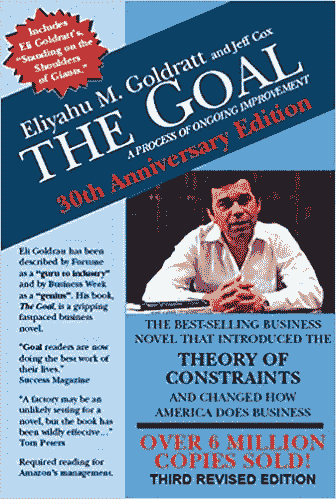 Includes
Eli Goldratt's,
"Standing on the
Shoulders
of Giants."
Eliyahu M. Goldratt and Jeff Cox
THE GOAL
A PROCESS OF ONGOING IMPROVEMENT
30th Anniversary Edition
Eli Goldratt has been
described by Fortune
as a "guru to industry"
and by Business Week
as a "genius". His book,
The Goal, is a gripping
fastpaced business
novel.
"Goal readers are now
doing the best work of
their lives."
Success Magazine
"A factory may be an
unlikely setting for a
novel, but the book has
been wildly effective..."
Tom Peters
Required reading for
Amazon's management.
THE BEST-SELLING BUSINESS
NOVEL THAT INTRODUCED THE
THEORY OF
CONSTRAINTS
AND CHANGED HOW
AMERICA DOES BUSINESS
OVER 6 MILLION
COPIES SOLD!
THIRD REVISED EDITION